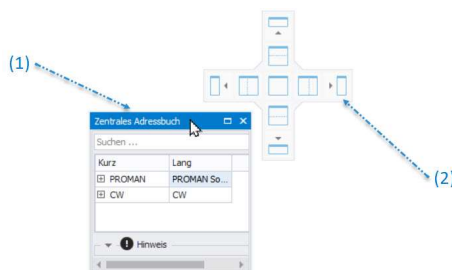 (1)
Zentrales Adressbuch
Suchen ...
Kurz Lang
PROMAN PROMAN So...
CW CW
Hinweis
(2)